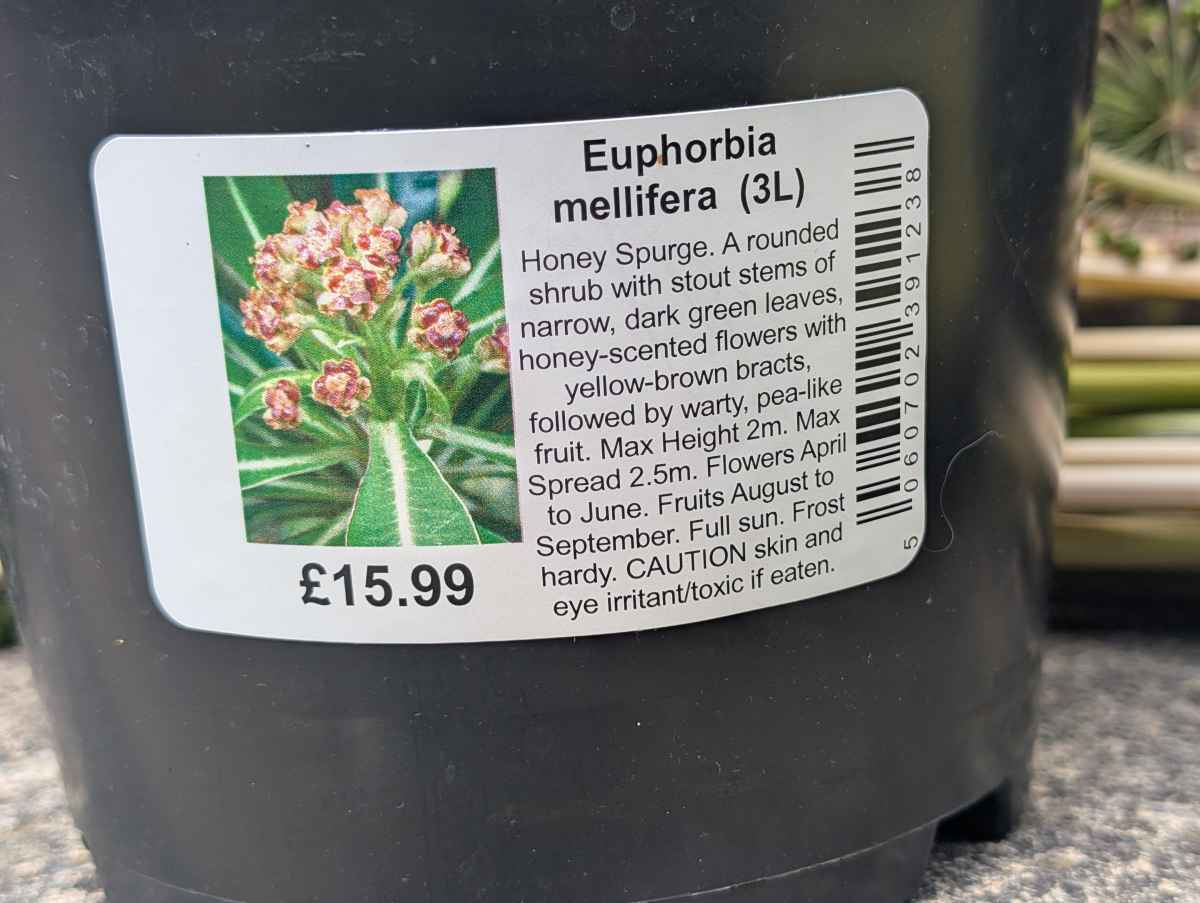 Euphorbia
mellifera (3L)
Honey Spurge. A rounded
shrub with stout stems of
narrow, dark green leaves,
honey-scented flowers with
yellow-brown bracts,
followed by warty, pea-like
fruit. Max Height 2m. Max
Spread 2.5m. Flowers April
to June. Fruits August to
September. Full sun. Frost
hardy. CAUTION skin and
eye irritant/toxic if eaten.
£15.99
5 060702 391238